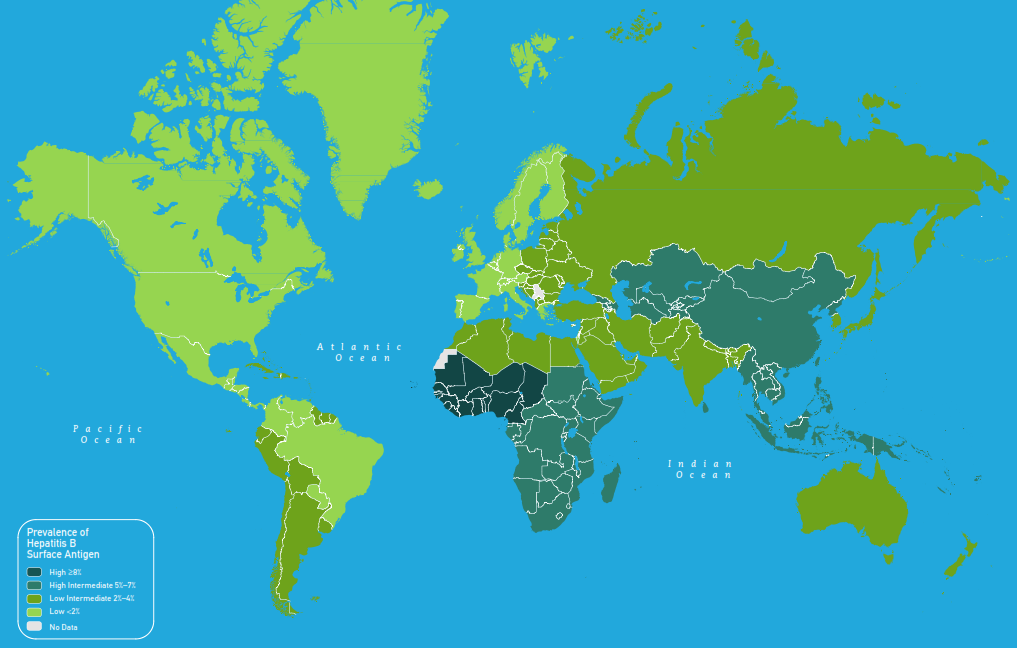 Atlantic
Ocean
Pacific
Ocean
Indian
Ocean
Prevalence of
Hepatitis B
Surface Antigen
High ≥8%
High Intermediate 5%–7%
Low Intermediate 2%–4%
Low <2%
No Data